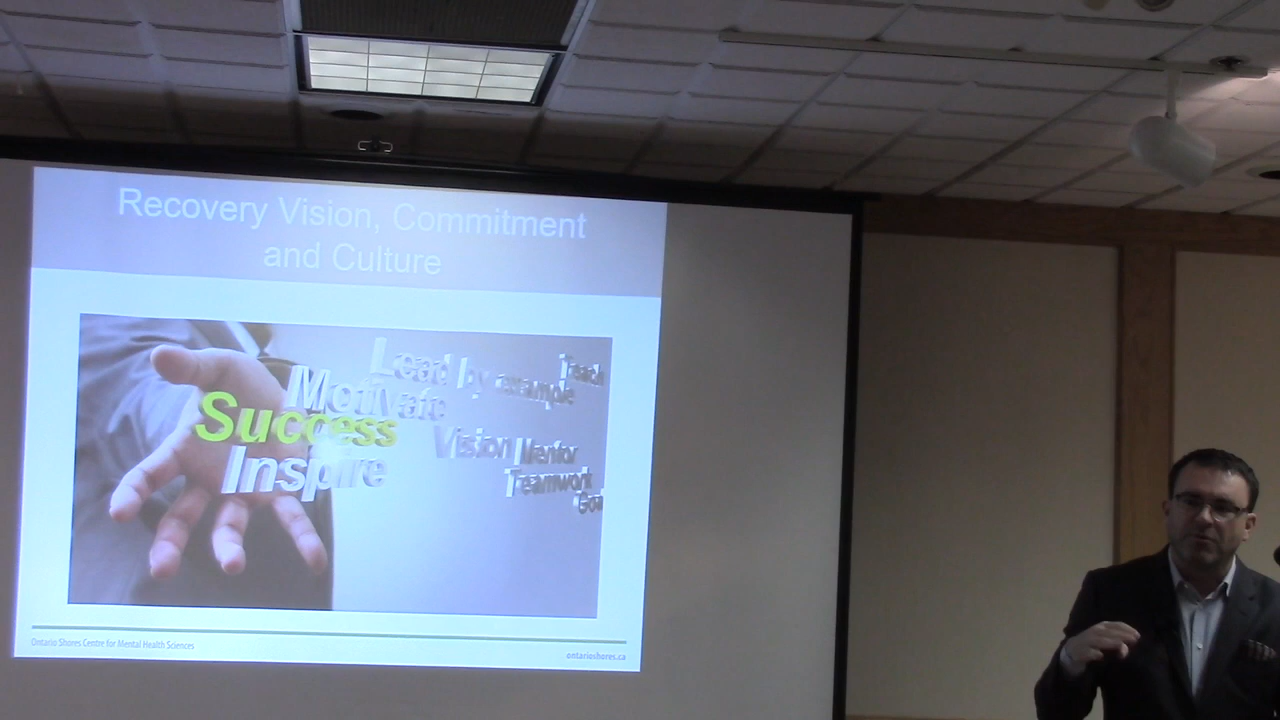 Recovery Vision, Commitment
and Culture
Lead by example
Teach
Motivate
Success
Vision
Mentor
Inspire
Teamwork
Goal
Ontario Shores Centre for Mental Health Sciences
ontarioshores.ca